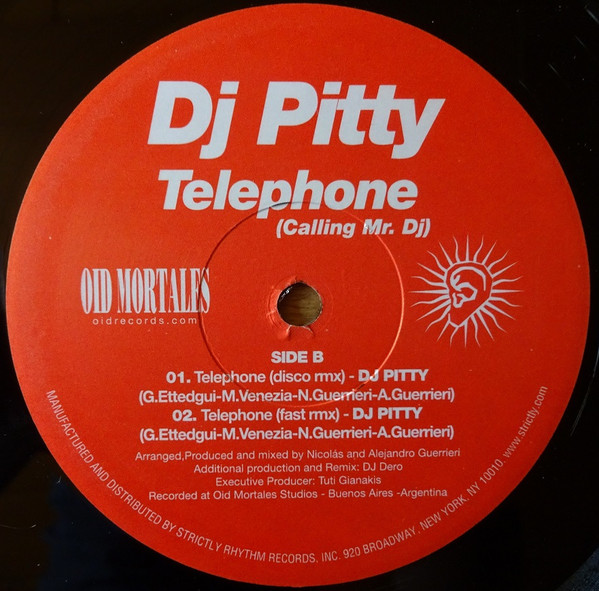 Dj Pitty
Telephone
(Calling Mr. Dj)
OID MORTALES
oidrecords.com
SIDE B
01. Telephone (disco rmx) - DJ PITTY
(G.Ettedgui-M.Venezia-N.Guerrieri-A.Guerrieri)
02. Telephone (fast rmx) - DJ PITTY
(G.Ettedgui-M.Venezia-N.Guerrieri-A.Guerrieri)
Arranged,Produced and mixed by Nicolás and Alejandro Guerrieri
Additional production and Remix: DJ Dero
Executive Producer: Tuti Gianakis
Recorded at Oid Mortales Studios - Buenos Aires -Argentina
MANUFACTURED AND DISTRIBUTED BY STRICTLY RHYTHM RECORDS, INC. 920 BROADWAY . NEW YORK. NY 10010. www.strictly.com